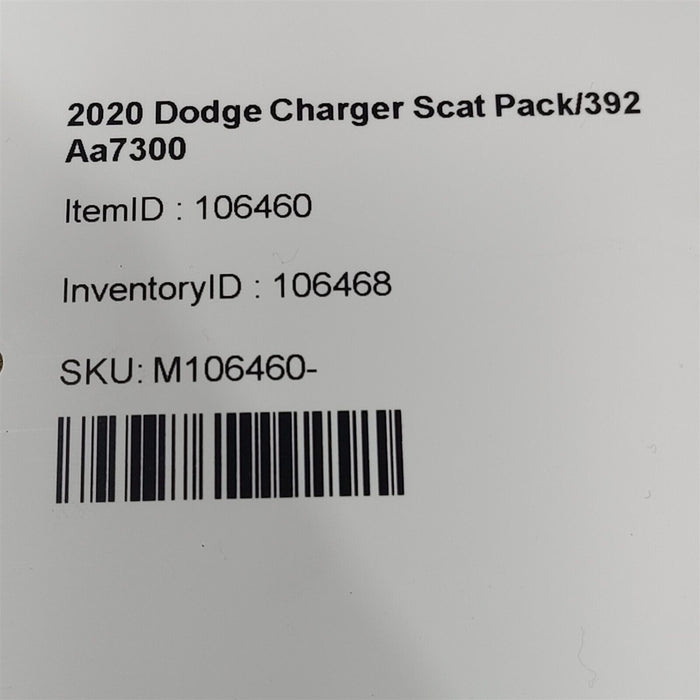 2020 Dodge Charger Scat Pack/392
Aa7300
ItemID : 106460
InventoryID : 106468
SKU: M106460-